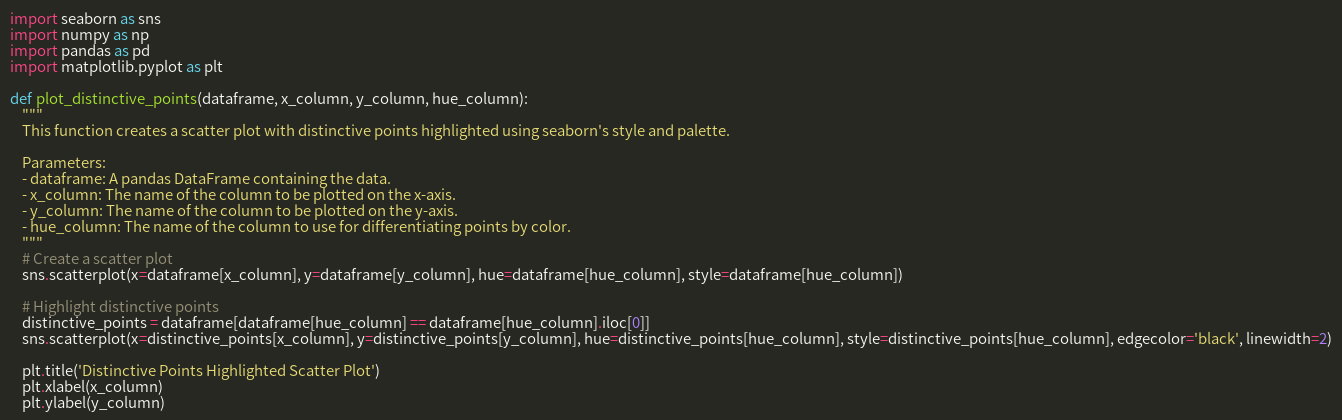 import seaborn as sns
import numpy as np
import pandas as pd
import matplotlib.pyplot as plt

def plot_distinctive_points(dataframe, x_column, y_column, hue_column):
    """
    This function creates a scatter plot with distinctive points highlighted using seaborn's style and palette.

    Parameters:
    - dataframe: A pandas DataFrame containing the data.
    - x_column: The name of the column to be plotted on the x-axis.
    - y_column: The name of the column to be plotted on the y-axis.
    - hue_column: The name of the column to use for differentiating points by color.
    """
    # Create a scatter plot
    sns.scatterplot(x=dataframe[x_column], y=dataframe[y_column], hue=dataframe[hue_column], style=dataframe[hue_column])

    # Highlight distinctive points
    distinctive_points = dataframe[dataframe[hue_column] == dataframe[hue_column].iloc[0]]
    sns.scatterplot(x=distinctive_points[x_column], y=distinctive_points[y_column], hue=distinctive_points[hue_column], style=distinctive_points[hue_column], edgecolor='black', linewidth=2)

    plt.title('Distinctive Points Highlighted Scatter Plot')
    plt.xlabel(x_column)
    plt.ylabel(y_column)